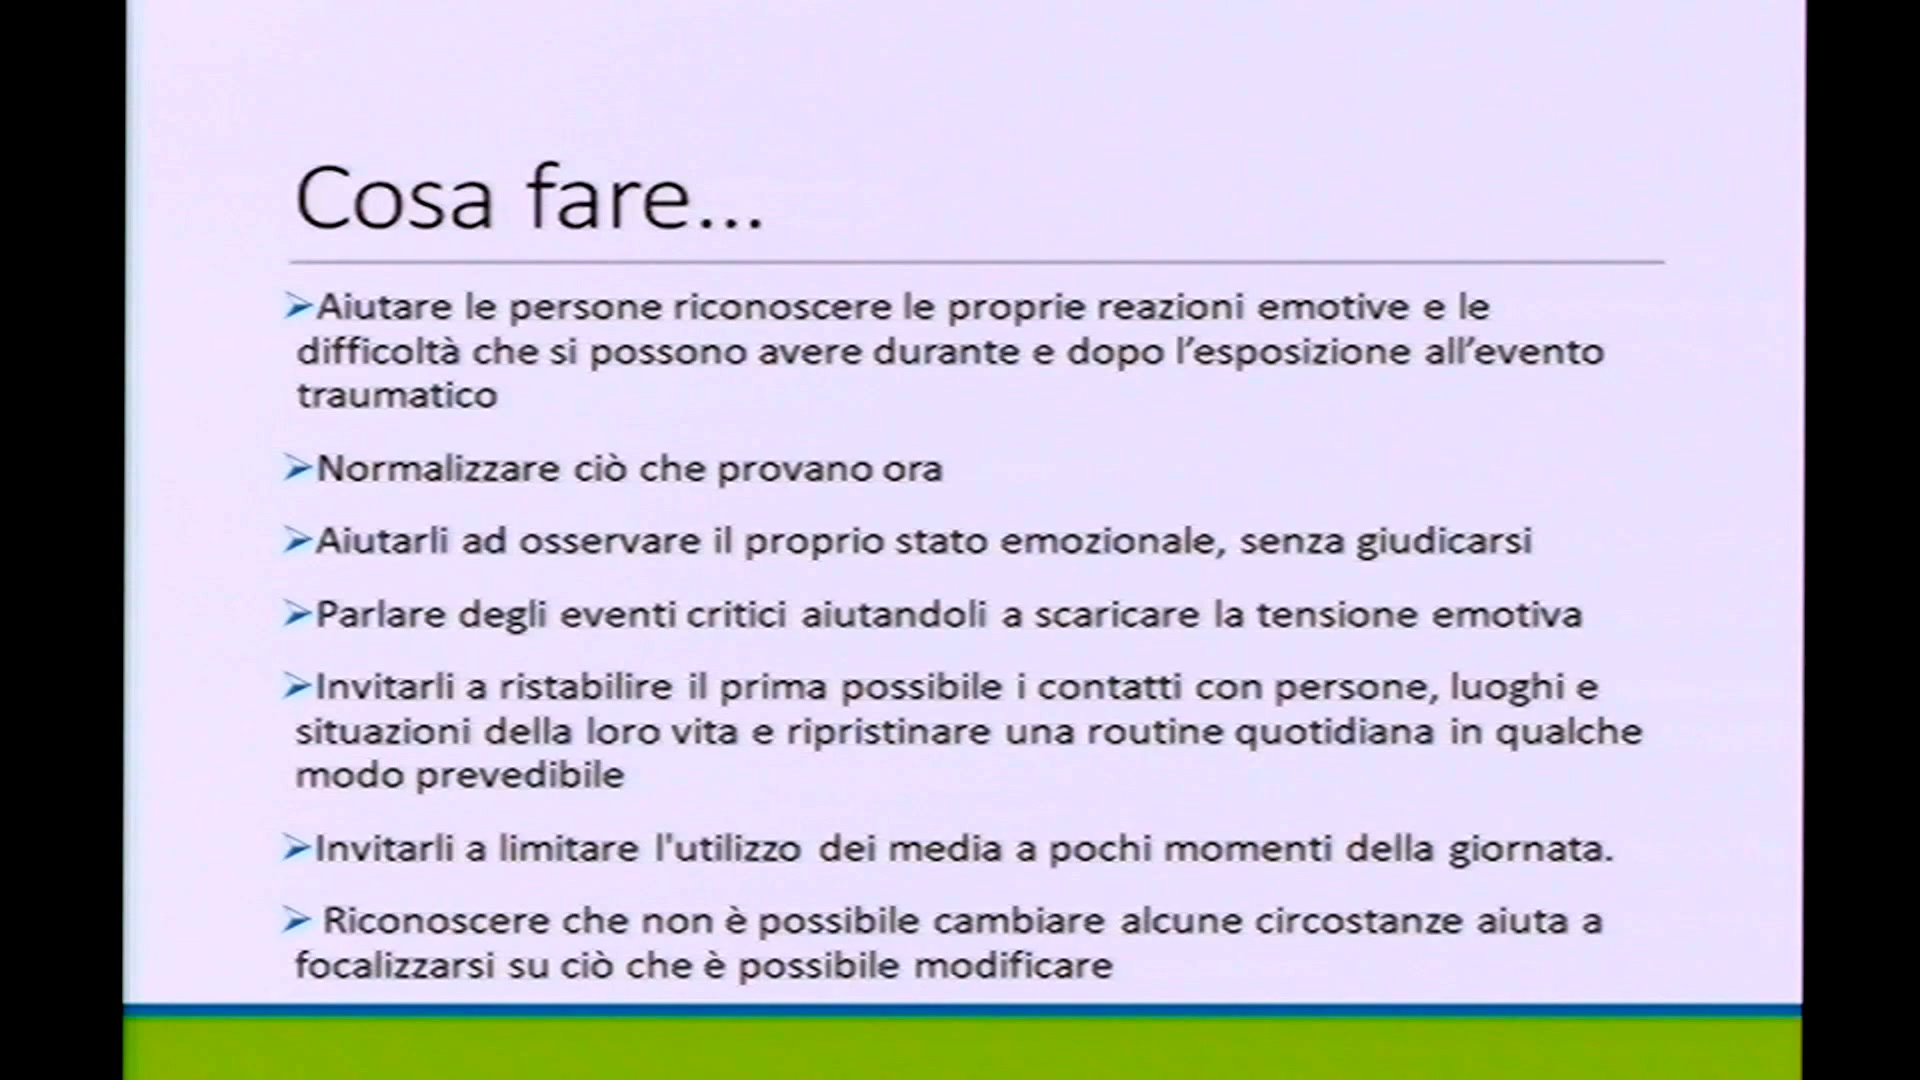 Cosa fare...
➢Aiutare le persone riconoscere le proprie reazioni emotive e le
difficoltà che si possono avere durante e dopo l’esposizione all’evento
traumatico
➢Normalizzare ciò che provano ora
➢Aiutarli ad osservare il proprio stato emozionale, senza giudicarsi
➢Parlare degli eventi critici aiutandoli a scaricare la tensione emotiva
➢Invitarli a ristabilire il prima possibile i contatti con persone, luoghi e
situazioni della loro vita e ripristinare una routine quotidiana in qualche
modo prevedibile
➢Invitarli a limitare l'utilizzo dei media a pochi momenti della giornata.
➢ Riconoscere che non è possibile cambiare alcune circostanze aiuta a
focalizzarsi su ciò che è possibile modificare